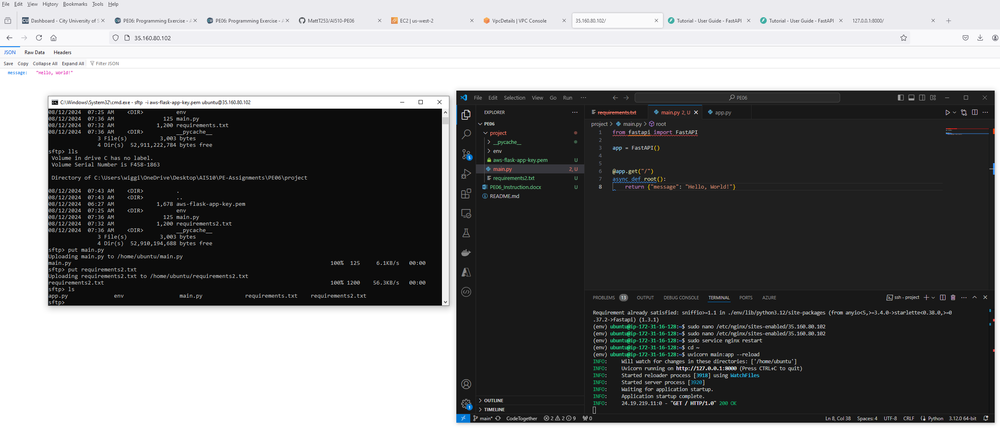 File Edit View History Bookmarks Tools Help
CU Dashboard - City University of S
PE06: Programming Exercise - A
PE06: Programming Exercise - A
MattT253/AI510-PE06
EC2 | us-west-2
VpcDetails | VPC Console
35.160.80.102/
Tutorial - User Guide - FastAPI
Tutorial - User Guide - FastAPI
127.0.0.1:8000/
35.160.80.102
JSON Raw Data Headers
Save Copy Collapse All Expand All Filter JSON
message: "Hello, World!"
C:\Windows\System32\cmd.exe - sftp -i aws-flask-app-key.pem ubuntu@35.160.80.102
08/12/2024 07:25 AM <DIR> env
08/12/2024 07:36 AM 125 main.py
08/12/2024 07:32 AM 1,200 requirements.txt
08/12/2024 07:36 AM <DIR> __pycache__
3 File(s) 3,003 bytes
4 Dir(s) 52,911,222,784 bytes free
sftp> lls
Volume in drive C has no label.
Volume Serial Number is F458-1863
Directory of C:\Users\wiggi\OneDrive\Desktop\AI510\PE-Assignments\PE06\project
08/12/2024 07:43 AM <DIR> .
08/12/2024 07:43 AM <DIR> ..
08/12/2024 06:27 AM 1,678 aws-flask-app-key.pem
08/12/2024 07:25 AM <DIR> env
08/12/2024 07:36 AM 125 main.py
08/12/2024 07:32 AM 1,200 requirements2.txt
08/12/2024 07:36 AM <DIR> __pycache__
3 File(s) 3,003 bytes
4 Dir(s) 52,910,194,688 bytes free
sftp> put main.py
Uploading main.py to /home/ubuntu/main.py
main.py 100% 125 6.1KB/s 00:00
sftp> put requirements2.txt
Uploading requirements2.txt to /home/ubuntu/requirements2.txt
requirements2.txt 100% 1200 56.3KB/s 00:00
sftp> ls
app.py env main.py requirements.txt requirements2.txt
sftp>
File Edit Selection View Go Run ... PE06
EXPLORER ...
PE06
project
__pycache__
env
aws-flask-app-key.pem U
main.py 2, U
requirements2.txt U
PE06_Instruction.docx U
README.md
OUTLINE
TIMELINE
5
1
requirements.txt main.py 2, U app.py
project > main.py > root
1 from fastapi import FastAPI
2
3 app = FastAPI()
4
5
6 @app.get("/")
7 async def root():
8 return {"message": "Hello, World!"}
PROBLEMS 13 OUTPUT DEBUG CONSOLE TERMINAL PORTS AZURE ssh - project
Requirement already satisfied: sniffio>=1.1 in ./env/lib/python3.12/site-packages (from anyio<5,>=3.4.0->starlette<0.38.0,>=0
.37.2->fastapi) (1.3.1)
(env) ubuntu@ip-172-31-16-128:~$ sudo nano /etc/nginx/sites-enabled/35.160.80.102
(env) ubuntu@ip-172-31-16-128:~$ sudo nano /etc/nginx/sites-enabled/35.160.80.102
(env) ubuntu@ip-172-31-16-128:~$ sudo service nginx restart
(env) ubuntu@ip-172-31-16-128:~$ cd ~
(env) ubuntu@ip-172-31-16-128:~$ uvicorn main:app --reload
INFO: Will watch for changes in these directories: ['/home/ubuntu']
INFO: Uvicorn running on http://127.0.0.1:8000 (Press CTRL+C to quit)
INFO: Started reloader process [3918] using WatchFiles
INFO: Started server process [3920]
INFO: Waiting for application startup.
INFO: Application startup complete.
INFO: 24.19.219.11:0 - "GET / HTTP/1.0" 200 OK
main* CodeTogether 2 2 9 0 Ln 8, Col 38 Spaces: 4 UTF-8 CRLF Python 3.12.0 64-bit